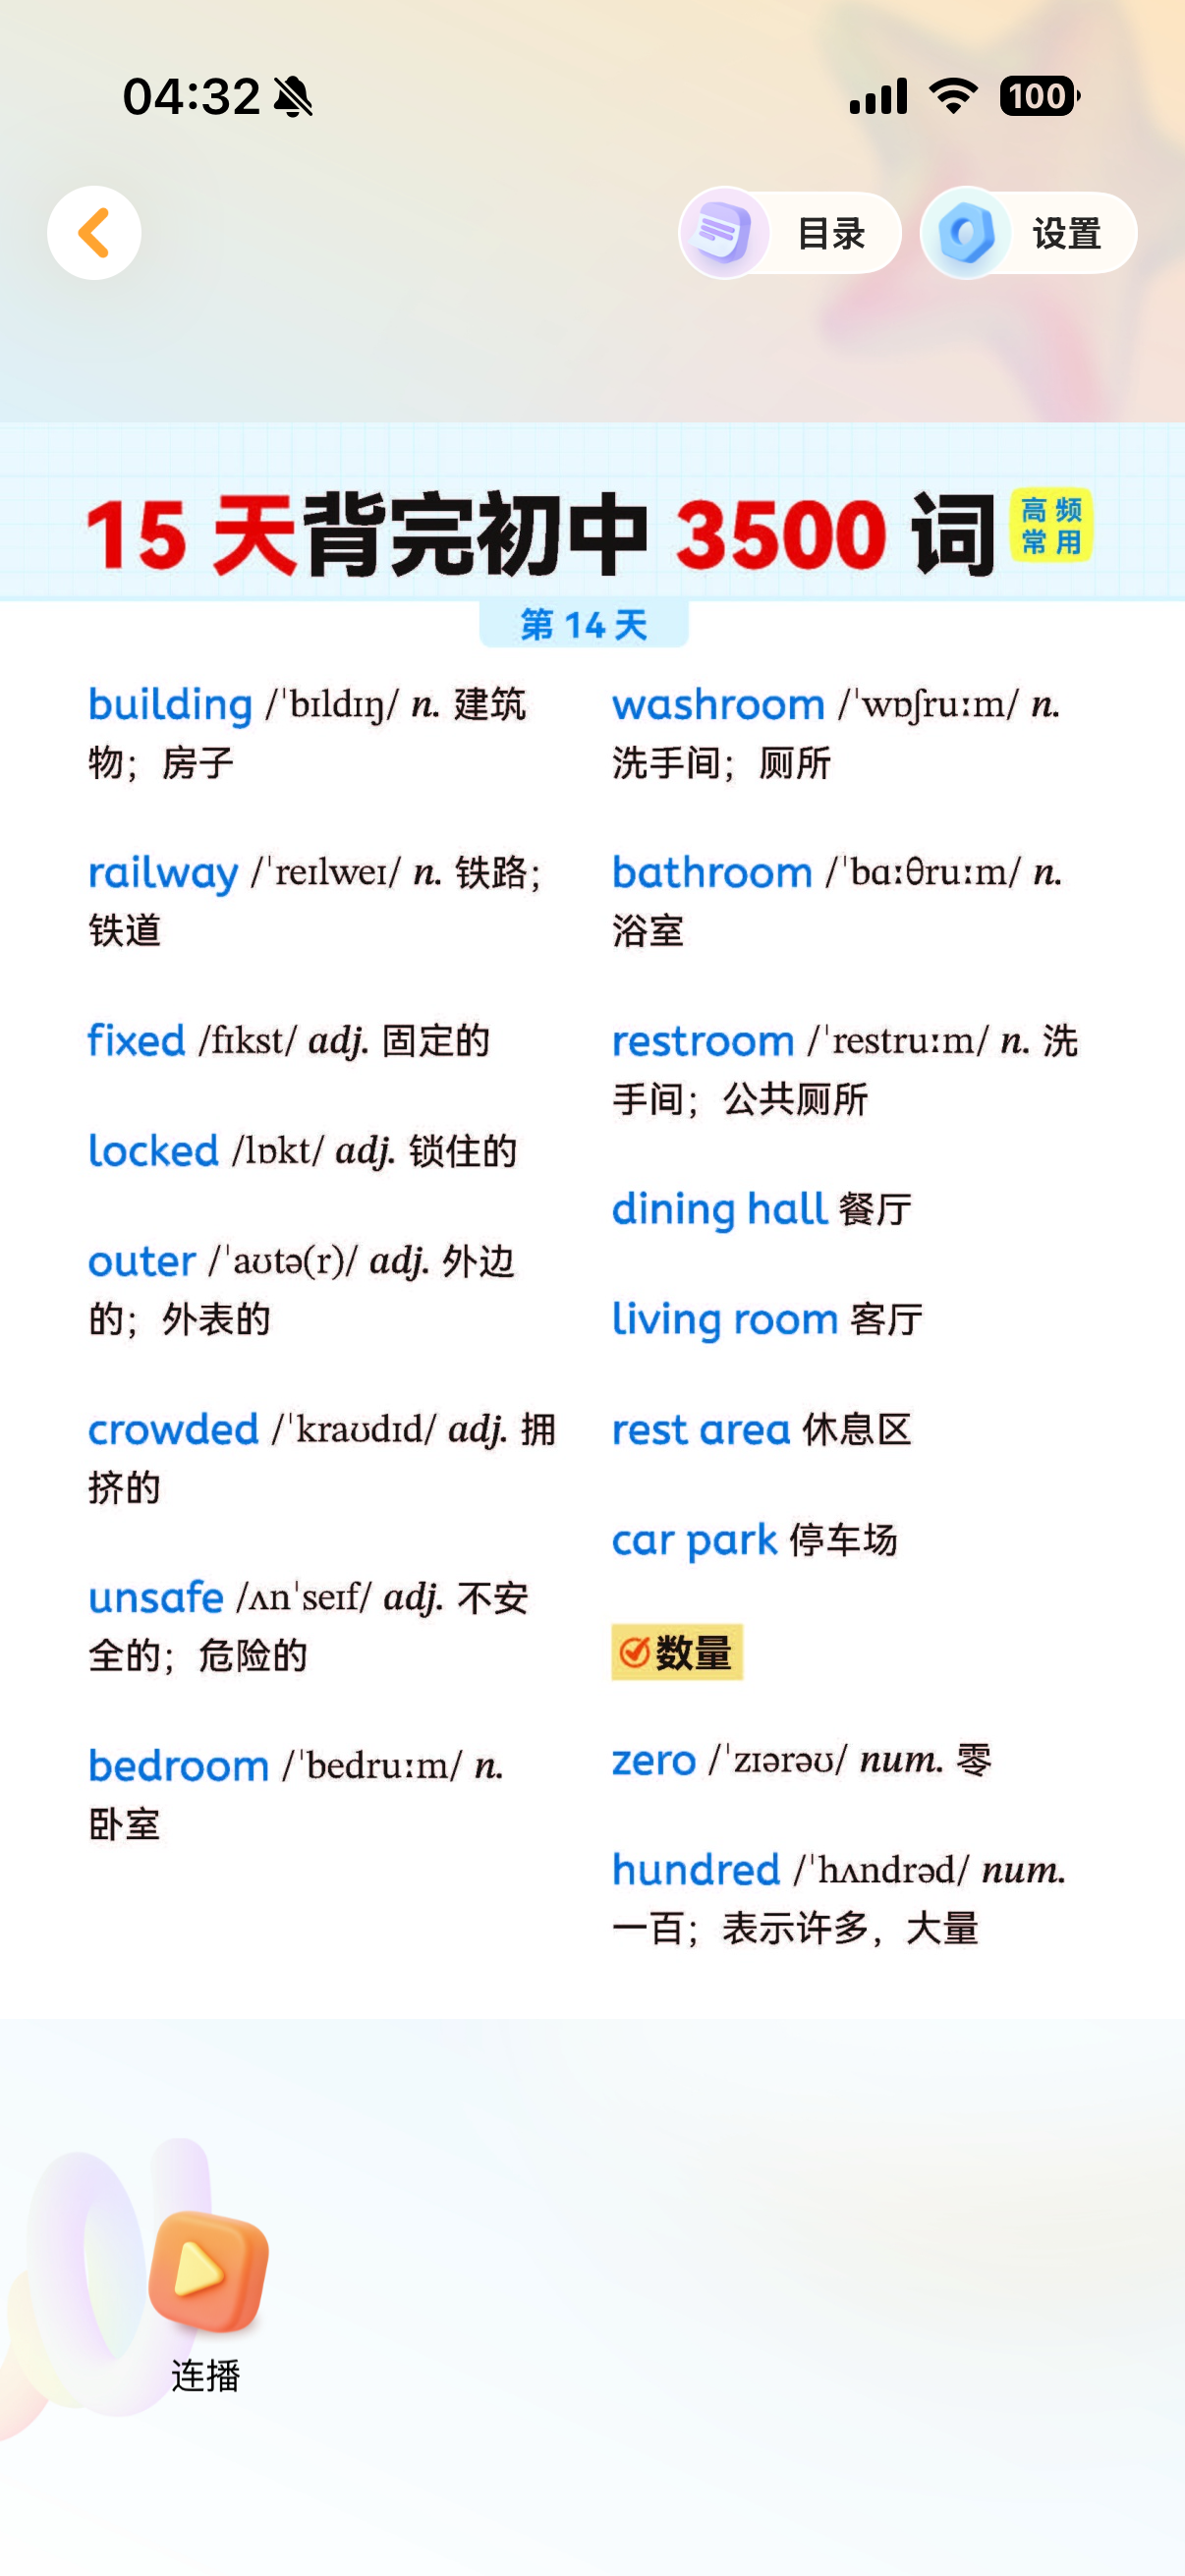 04:32
100
目录
设置
15 天背完初中 3500 词
高频
常用
第 14 天
building /ˈbɪldɪŋ/ n. 建筑
物；房子
railway /ˈreɪlweɪ/ n. 铁路；
铁道
fixed /fɪkst/ adj. 固定的
locked /lɒkt/ adj. 锁住的
outer /ˈaʊtə(r)/ adj. 外边
的；外表的
crowded /ˈkraʊdɪd/ adj. 拥
挤的
unsafe /ʌnˈseɪf/ adj. 不安
全的；危险的
bedroom /ˈbedruːm/ n.
卧室
washroom /ˈwɒʃruːm/ n.
洗手间；厕所
bathroom /ˈbɑːθruːm/ n.
浴室
restroom /ˈrestruːm/ n. 洗
手间；公共厕所
dining hall 餐厅
living room 客厅
rest area 休息区
car park 停车场
数量
zero /ˈzɪərəʊ/ num. 零
hundred /ˈhʌndrəd/ num.
一百；表示许多，大量
连播